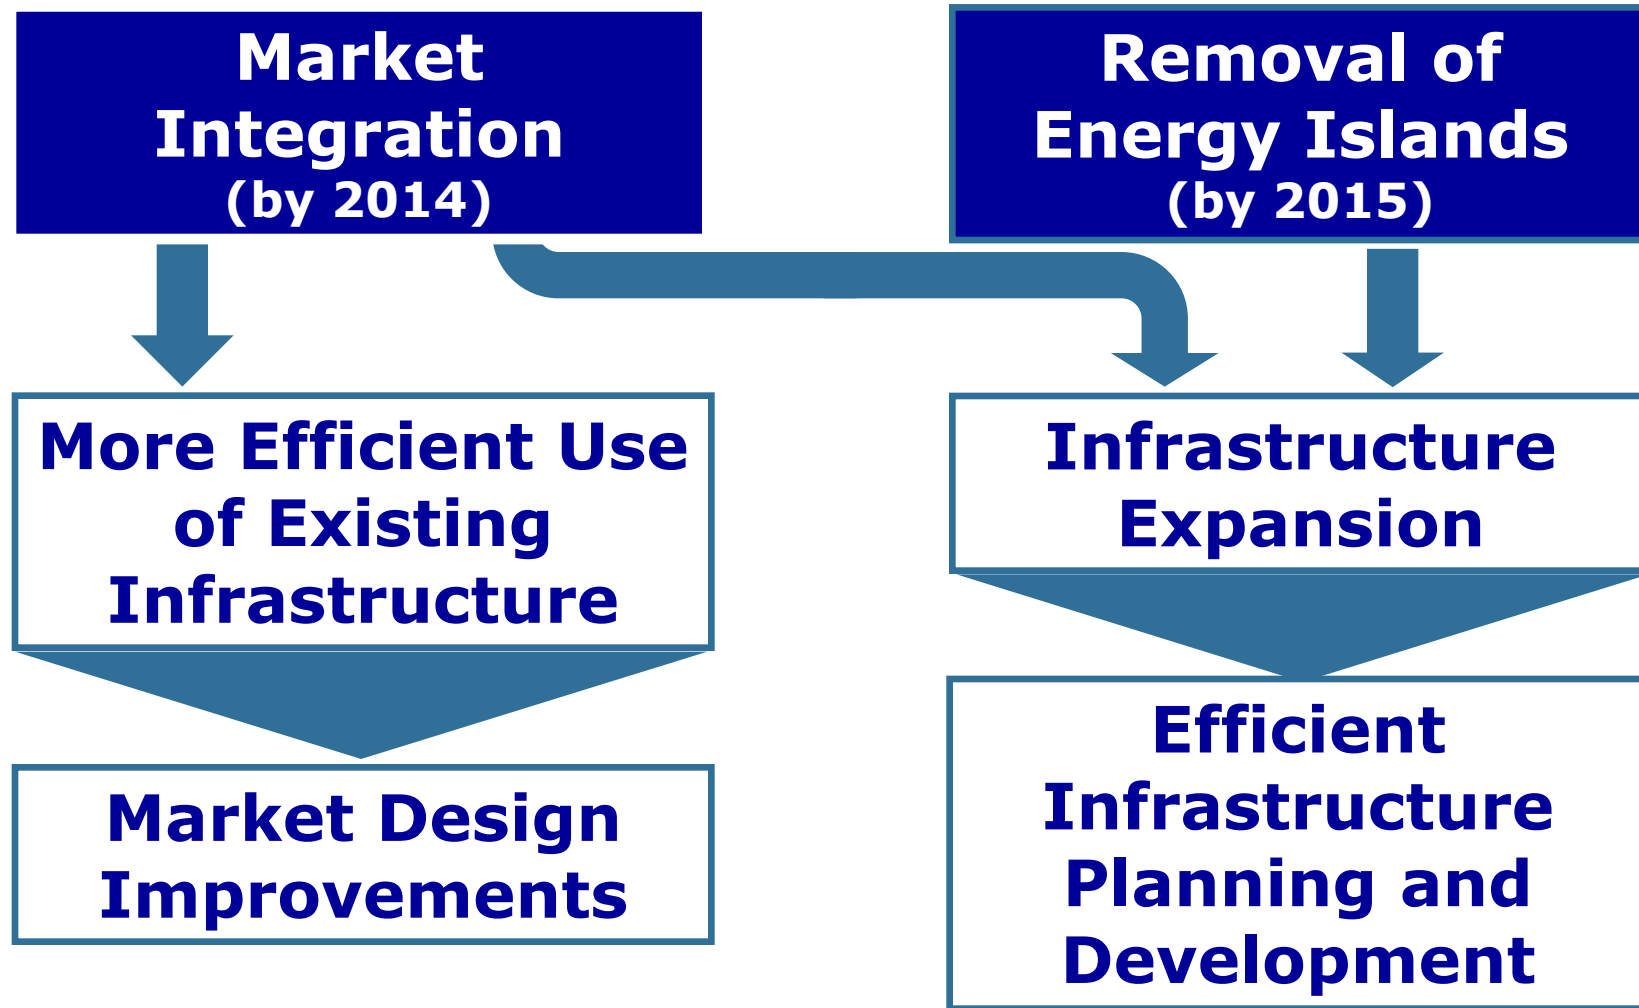 Market
Integration
(by 2014)
Removal of
Energy Islands
(by 2015)
More Efficient Use
of Existing
Infrastructure
Infrastructure
Expansion
Market Design
Improvements
Efficient
Infrastructure
Planning and
Development